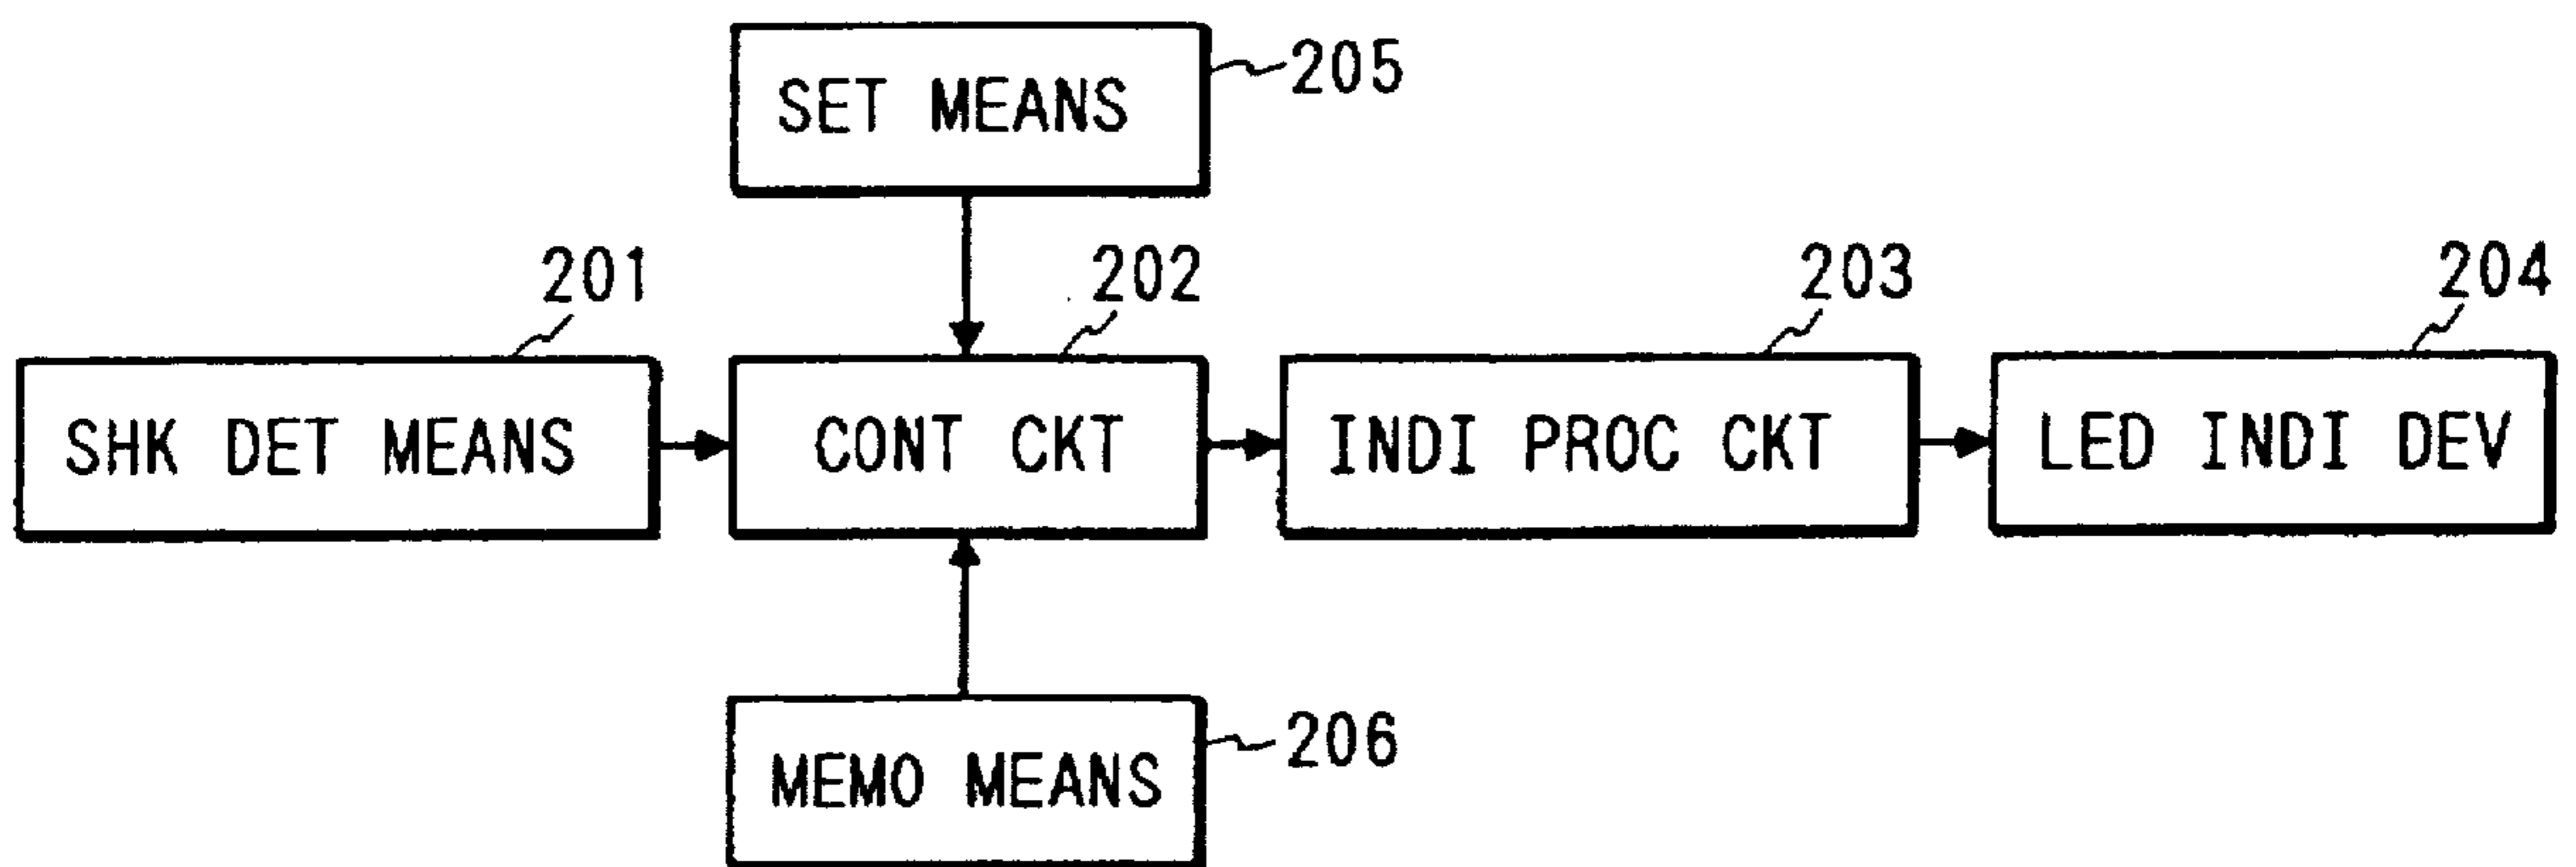 SET MEANS
205
201
202
203
204
SHK DET MEANS
CONT CKT
INDI PROC CKT
LED INDI DEV
206
MEMO MEANS